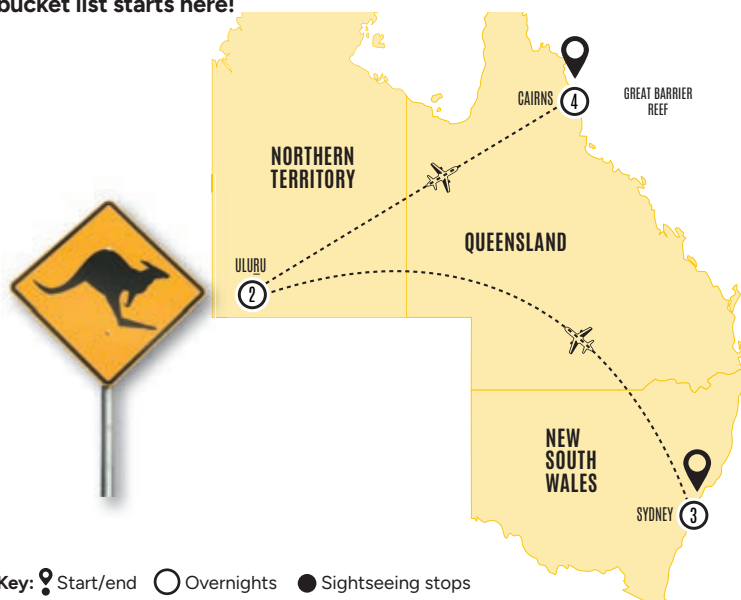 bucket list starts here!
CAIRNS
4
GREAT BARRIER
REEF
NORTHERN
TERRITORY
QUEENSLAND
ULURU
2
NEW
SOUTH
WALES
SYDNEY
3
Key: Start/end Overnights Sightseeing stops